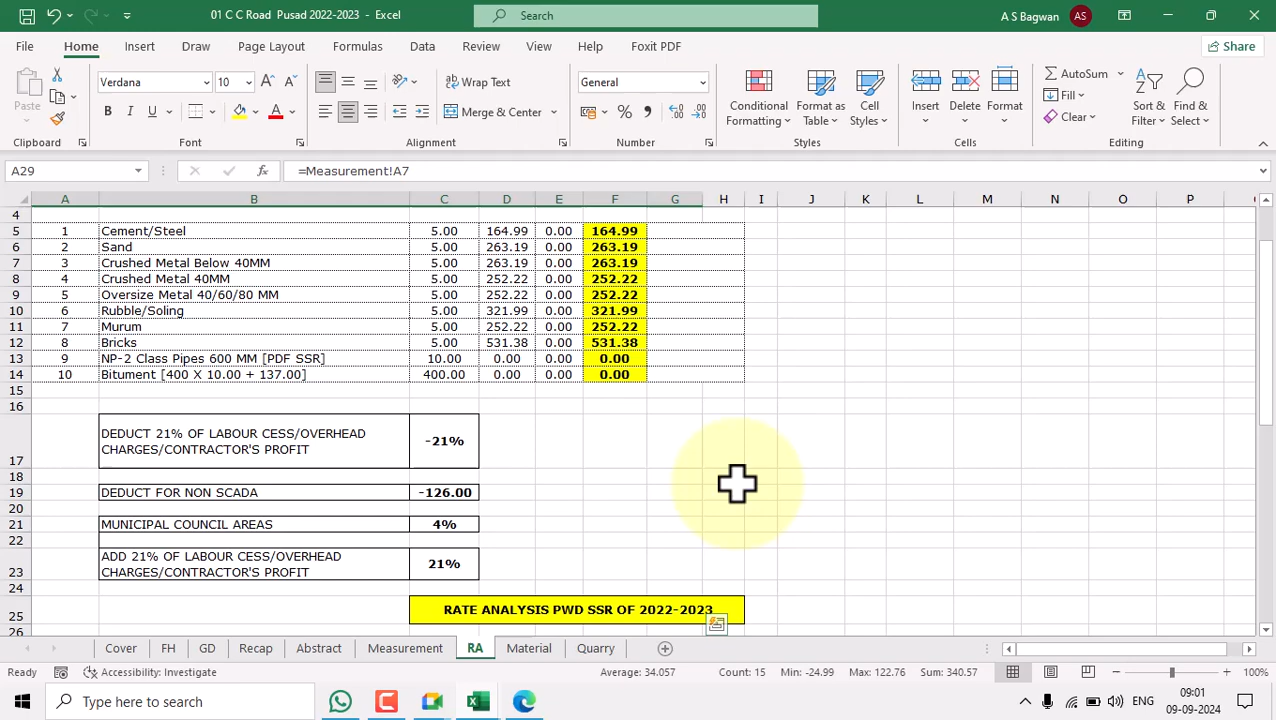 01 C C Road Pusad 2022-2023 - Excel
Search
A S Bagwan
AS
File
Home
Insert
Draw
Page Layout
Formulas
Data
Review
View
Help
Foxit PDF
Share
Paste
Verdana
10
B I U
Wrap Text
Merge & Center
General
Conditional Formatting
Format as Table
Cell Styles
Insert
Delete
Format
AutoSum
Fill
Clear
Sort & Filter
Find & Select
Clipboard
Font
Alignment
Number
Styles
Cells
Editing
A29
fx
=Measurement!A7
A B C D E F G H I J K L M N O P
4
5 1 Cement/Steel 5.00 164.99 0.00 164.99
6 2 Sand 5.00 263.19 0.00 263.19
7 3 Crushed Metal Below 40MM 5.00 263.19 0.00 263.19
8 4 Crushed Metal 40MM 5.00 252.22 0.00 252.22
9 5 Oversize Metal 40/60/80 MM 5.00 252.22 0.00 252.22
10 6 Rubble/Soling 5.00 321.99 0.00 321.99
11 7 Murum 5.00 252.22 0.00 252.22
12 8 Bricks 5.00 531.38 0.00 531.38
13 9 NP-2 Class Pipes 600 MM [PDF SSR] 10.00 0.00 0.00 0.00
14 10 Bitument [400 X 10.00 + 137.00] 400.00 0.00 0.00 0.00
15
16
17 DEDUCT 21% OF LABOUR CESS/OVERHEAD CHARGES/CONTRACTOR'S PROFIT -21%
18
19 DEDUCT FOR NON SCADA -126.00
20
21 MUNICIPAL COUNCIL AREAS 4%
22
23 ADD 21% OF LABOUR CESS/OVERHEAD CHARGES/CONTRACTOR'S PROFIT 21%
24
25 RATE ANALYSIS PWD SSR OF 2022-2023
26
Cover
FH
GD
Recap
Abstract
Measurement
RA
Material
Quarry
Ready
Accessibility: Investigate
Average: 34.057
Count: 15
Min: -24.99
Max: 122.76
Sum: 340.57
100%
Type here to search
ENG
09:01
09-09-2024